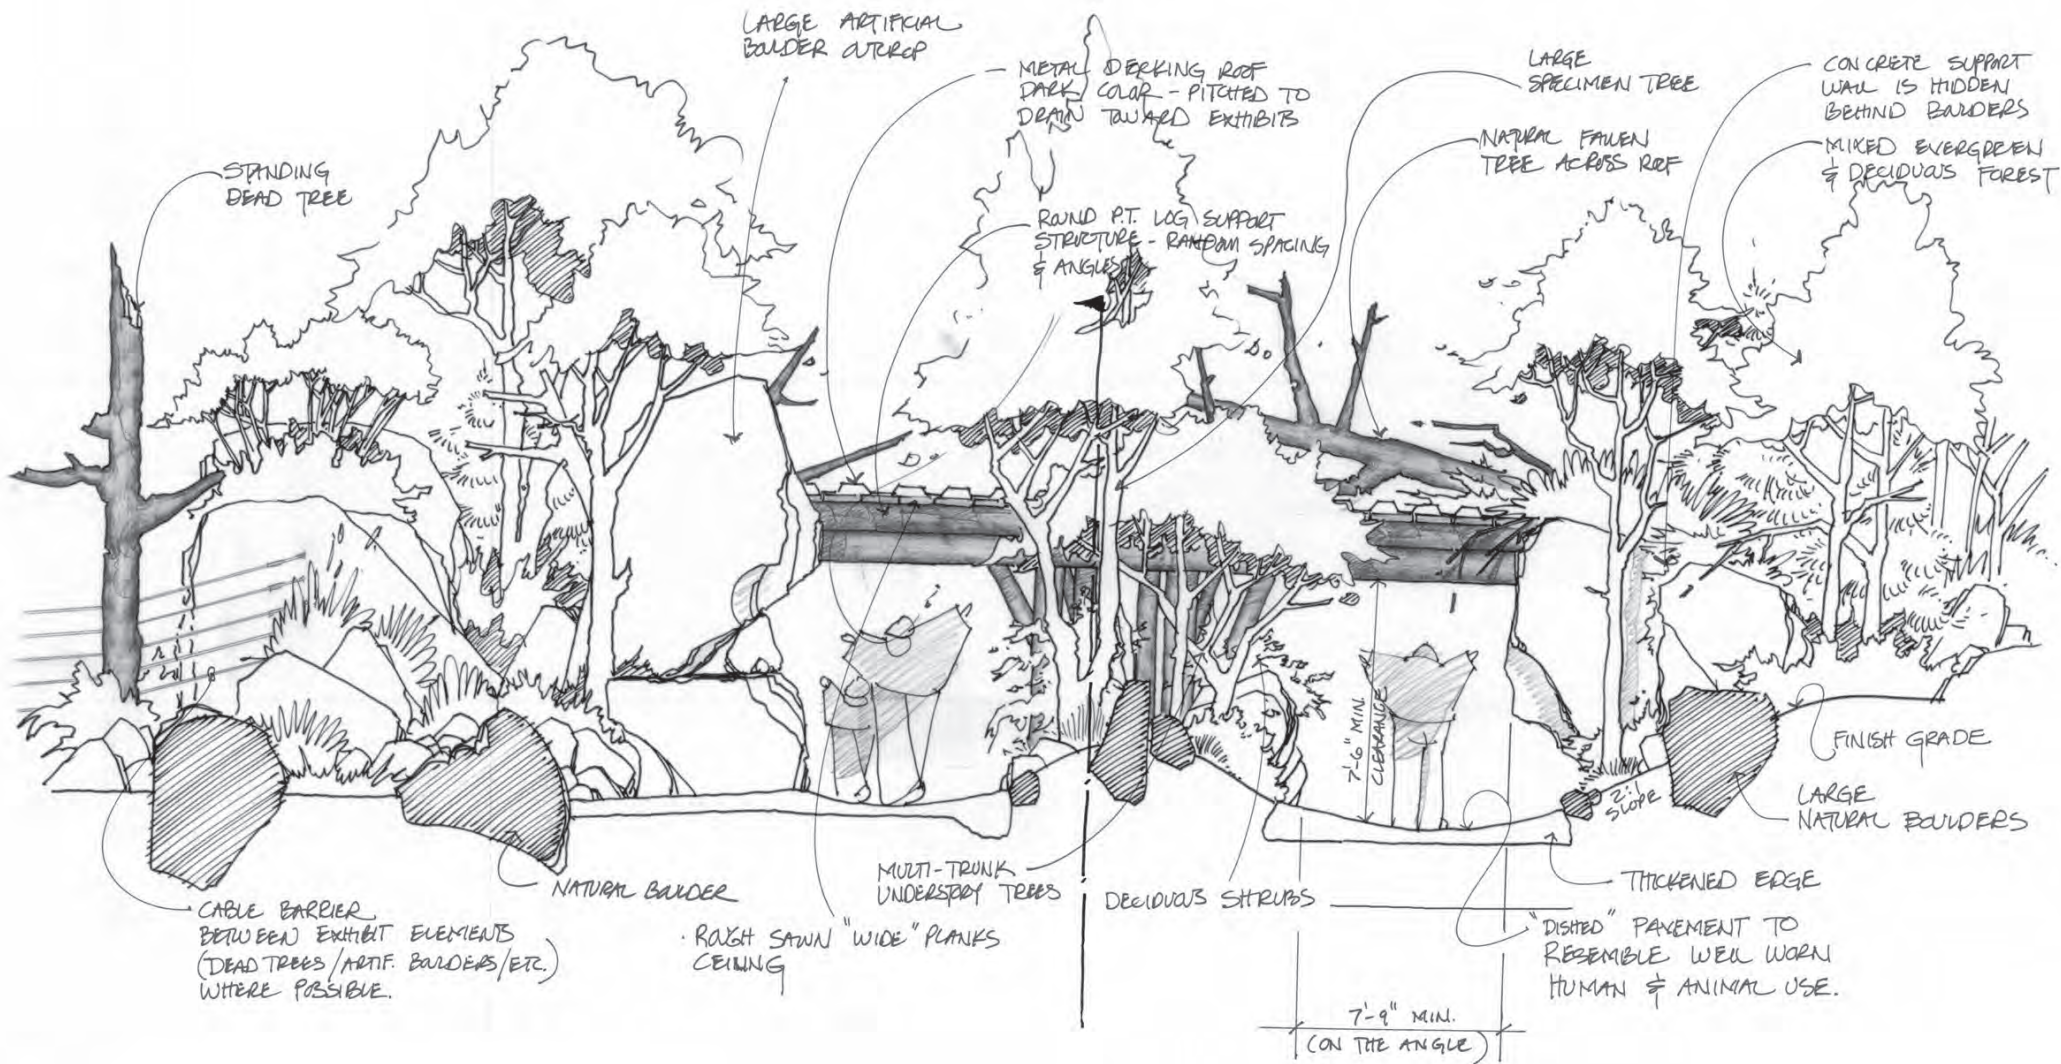 LARGE ARTIFICIAL
BOULDER OUTCROP
METAL DECKING ROOF
DARK COLOR - PITCHED TO
DRAIN TOWARD EXHIBITS
LARGE
SPECIMEN TREE
CONCRETE SUPPORT
WALL IS HIDDEN
BEHIND BOULDERS
NATURAL FALLEN
TREE ACROSS ROOF
MIXED EVERGREEN
& DECIDUOUS FOREST
STANDING
DEAD TREE
ROUND P.T. LOG SUPPORT
STRUCTURE - RANDOM SPACING
& ANGLES
7'-6" MIN.
CLEARANCE
2:1
SLOPE
FINISH GRADE
LARGE
NATURAL BOULDERS
THICKENED EDGE
"DISHED" PAVEMENT TO
RESEMBLE WELL WORN
HUMAN & ANIMAL USE.
MULTI-TRUNK
UNDERSTORY TREES
DECIDUOUS SHRUBS
NATURAL BOULDER
CABLE BARRIER
BETWEEN EXHIBIT ELEMENTS
(DEAD TREES/ARTIF. BOULDERS/ETC.)
WHERE POSSIBLE.
ROUGH SAWN "WIDE" PLANKS
CEILING
7'-9" MIN.
(ON THE ANGLE)